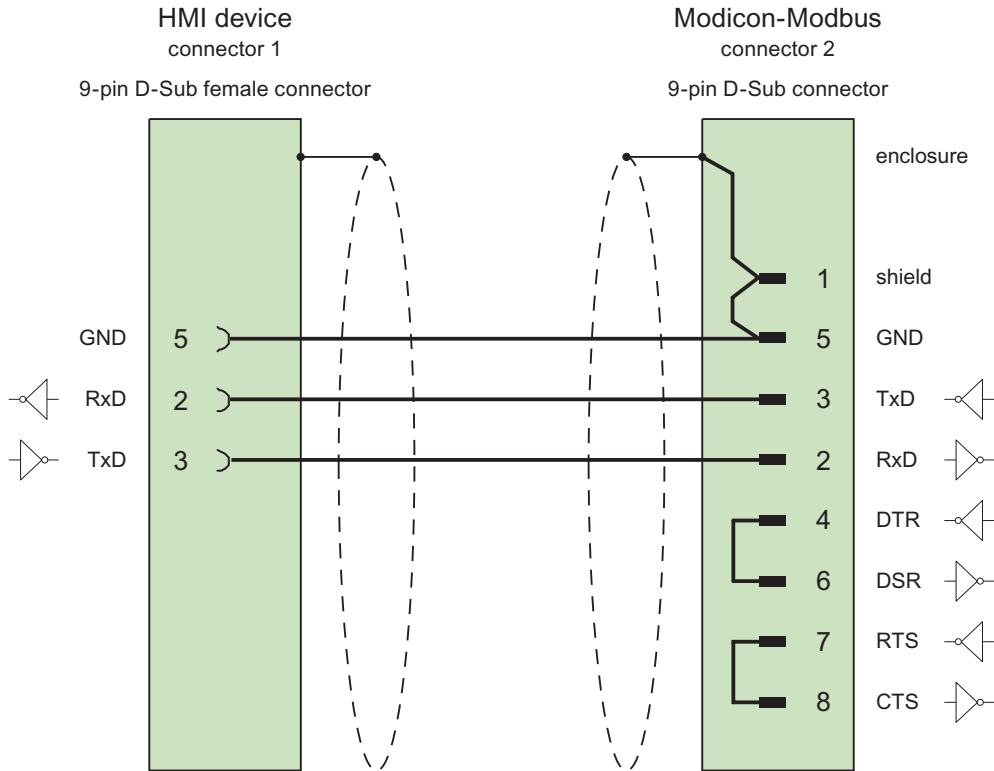 HMI device Modicon-Modbus
connector 1 connector 2
9-pin D-Sub female connector 9-pin D-Sub connector
enclosure
1 shield
GND 5 5 GND
RxD 2 3 TxD
TxD 3 2 RxD
4 DTR
6 DSR
7 RTS
8 CTS